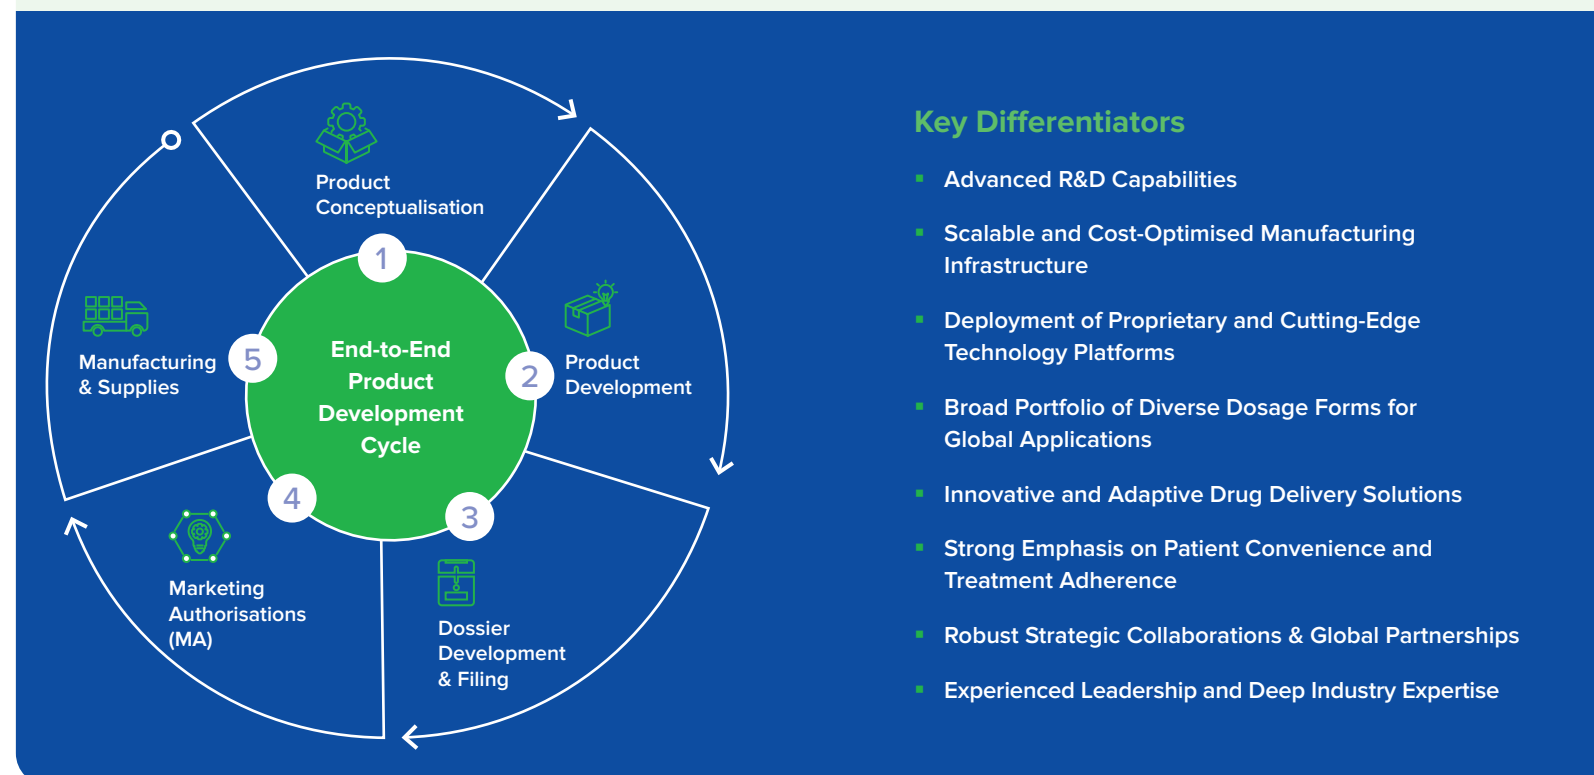 Product
Conceptualisation
1
Product
Development
2
Dossier
Development
& Filing
3
Marketing
Authorisations
(MA)
4
Manufacturing
& Supplies
5
End-to-End
Product
Development
Cycle
Key Differentiators
Advanced R&D Capabilities
Scalable and Cost-Optimised Manufacturing
Infrastructure
Deployment of Proprietary and Cutting-Edge
Technology Platforms
Broad Portfolio of Diverse Dosage Forms for
Global Applications
Innovative and Adaptive Drug Delivery Solutions
Strong Emphasis on Patient Convenience and
Treatment Adherence
Robust Strategic Collaborations & Global Partnerships
Experienced Leadership and Deep Industry Expertise